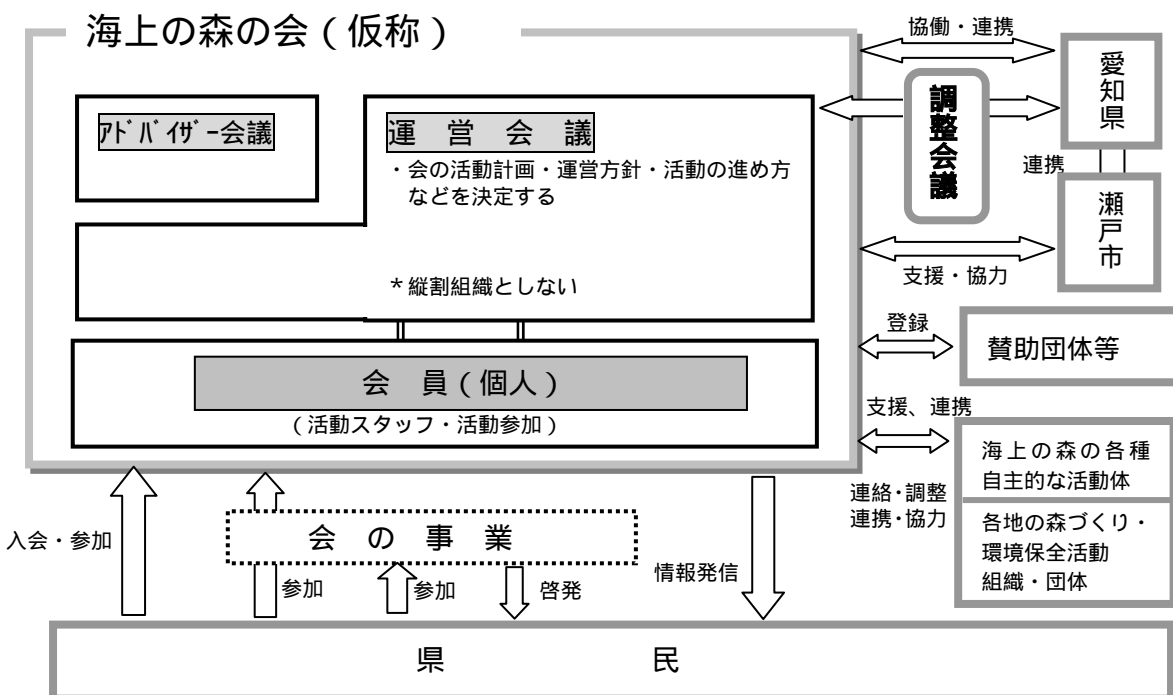 海上の森の会（仮称）
アドバイザー会議
運営会議
・会の活動計画・運営方針・活動の進め方
などを決定する
＊縦割組織としない
会　員（個人）
（活動スタッフ・活動参加）
協働・連携
調整会議
愛知県
連携
瀬戸市
支援・協力
登録
賛助団体等
支援、連携
連絡・調整
連携・協力
海上の森の各種
自主的な活動体
各地の森づくり・
環境保全活動
組織・団体
入会・参加
会の事業
参加
参加
啓発
情報発信
県民